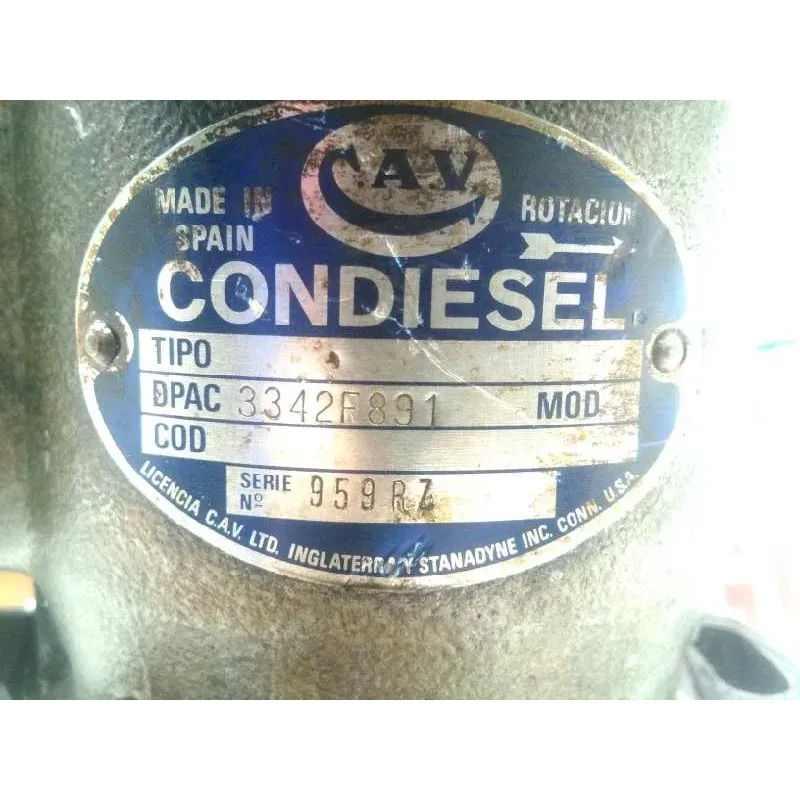 CAV
MADE IN
SPAIN
ROTACION
CONDIESEL
TIPO
DPAC 3342F891 MOD
COD
SERIE
Nº 959RZ
LICENCIA C.A.V. LTD. INGLATERRA Y STANADYNE INC. CONN. U.S.A.